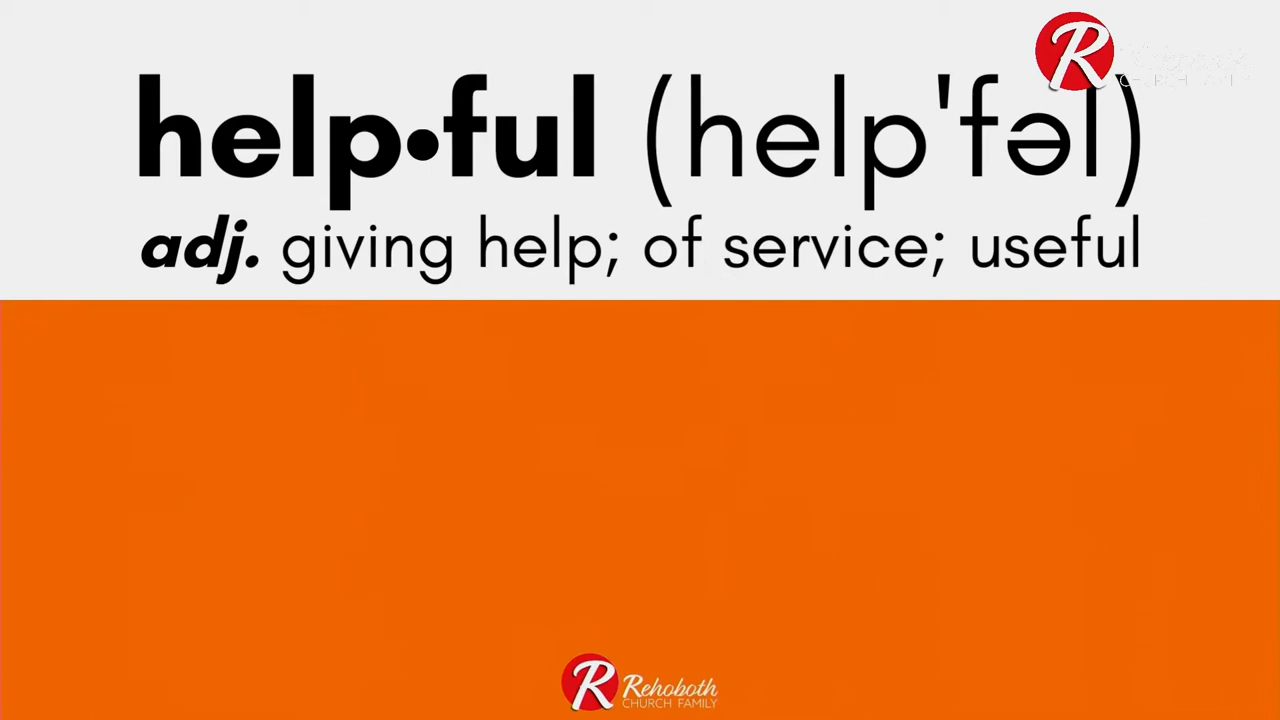 help•ful (help'fəl)
adj. giving help; of service; useful
R Rehoboth
CHURCH FAMILY